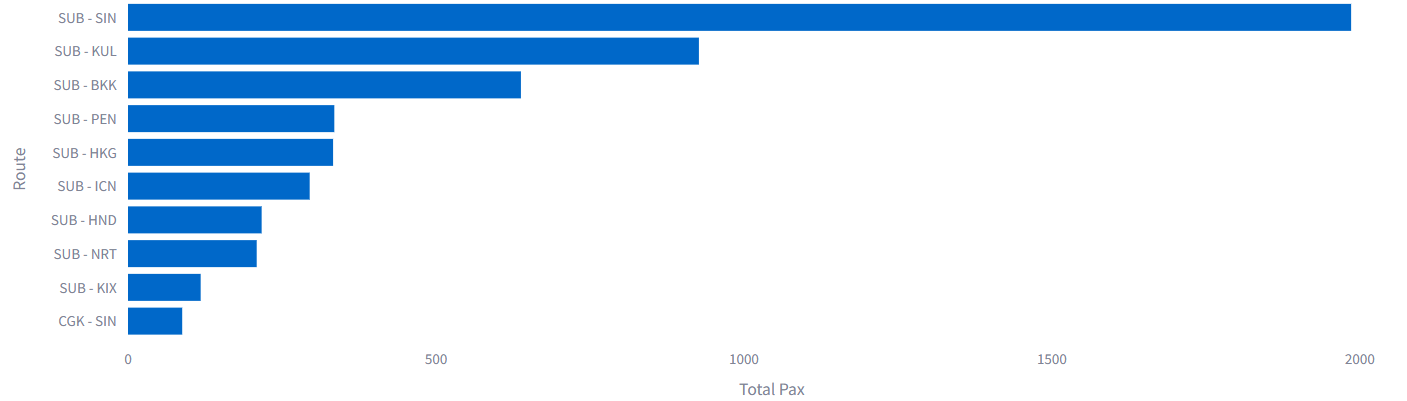 SUB - SIN
SUB - KUL
SUB - BKK
SUB - PEN
SUB - HKG
SUB - ICN
SUB - HND
SUB - NRT
SUB - KIX
CGK - SIN
Route
0 500 1000 1500 2000
Total Pax